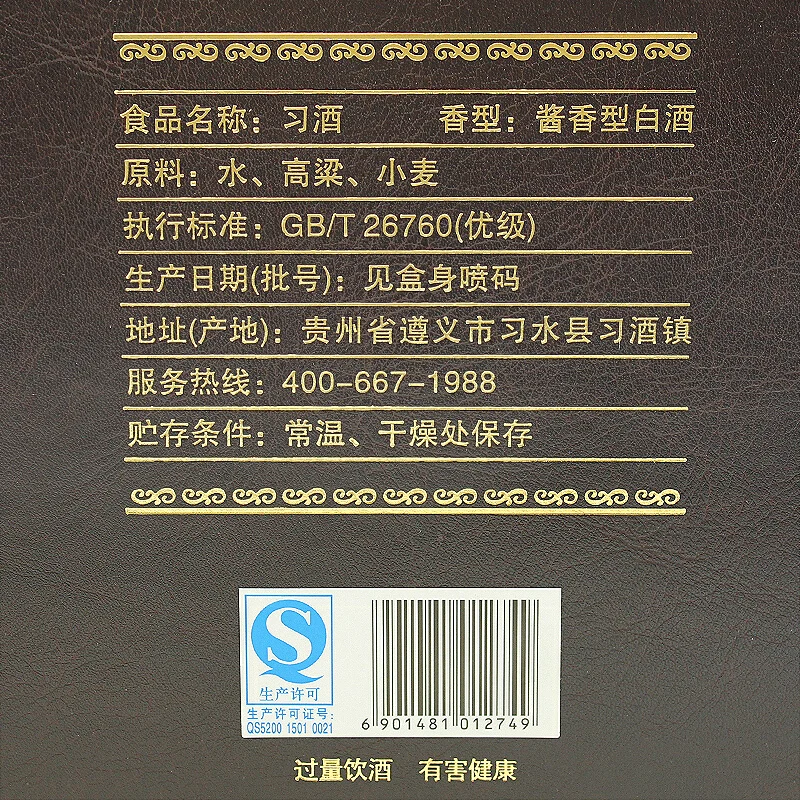 食品名称：习酒 香型：酱香型白酒
原料：水、高粱、小麦
执行标准：GB/T 26760(优级)
生产日期(批号)：见盒身喷码
地址(产地)：贵州省遵义市习水县习酒镇
服务热线：400-667-1988
贮存条件：常温、干燥处保存
S
生产许可
生产许可证号:
QS5200 1501 0021
6 901481 012749
过量饮酒 有害健康